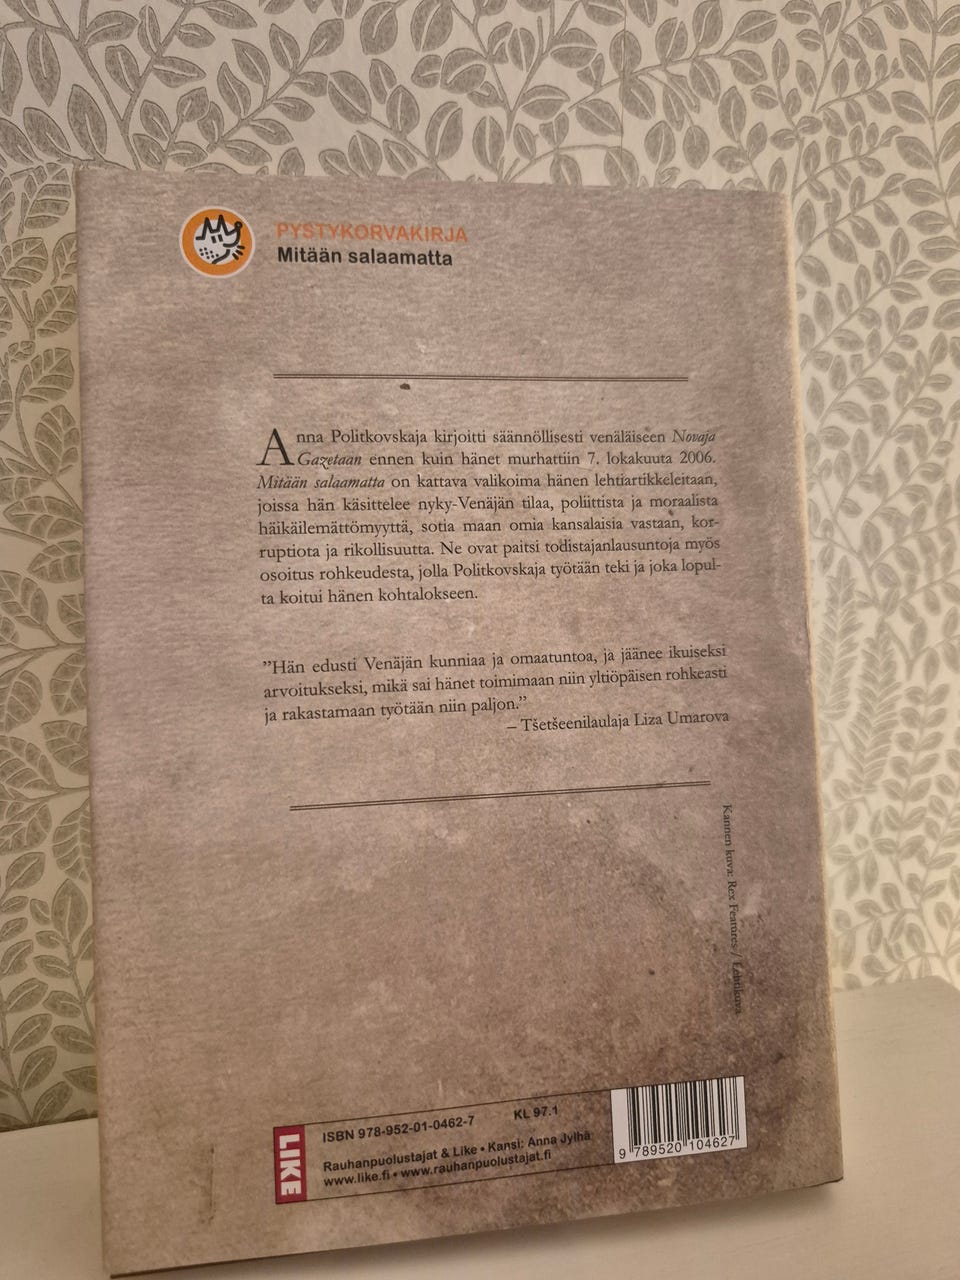 PYSTYKORVAKIRJA
Mitään salaamatta
Anna Politkovskaja kirjoitti säännöllisesti venäläiseen Novaja
Gazetaan ennen kuin hänet murhattiin 7. lokakuuta 2006.
Mitään salaamatta on kattava valikoima hänen lehtiartikkeleitaan,
joissa hän käsittelee nyky-Venäjän tilaa, poliittista ja moraalista
häikäilemättömyyttä, sotia maan omia kansalaisia vastaan, kor-
ruptiota ja rikollisuutta. Ne ovat paitsi todistajanlausuntoja myös
osoitus rohkeudesta, jolla Politkovskaja työtään teki ja joka lopul-
ta koitui hänen kohtalokseen.
”Hän edusti Venäjän kunniaa ja omaatuntoa, ja jäänee ikuiseksi
arvoitukseksi, mikä sai hänet toimimaan niin yltiöpäisen rohkeasti
ja rakastamaan työtään niin paljon.”
– Tšetšeenilaulaja Liza Umarova
Kannen kuva: Rex Features / Lehtikuva
LIKE
ISBN 978-952-01-0462-7 KL 97.1
Rauhanpuolustajat & Like • Kansi: Anna Jylhä
www.like.fi • www.rauhanpuolustajat.fi
9 789520 104627